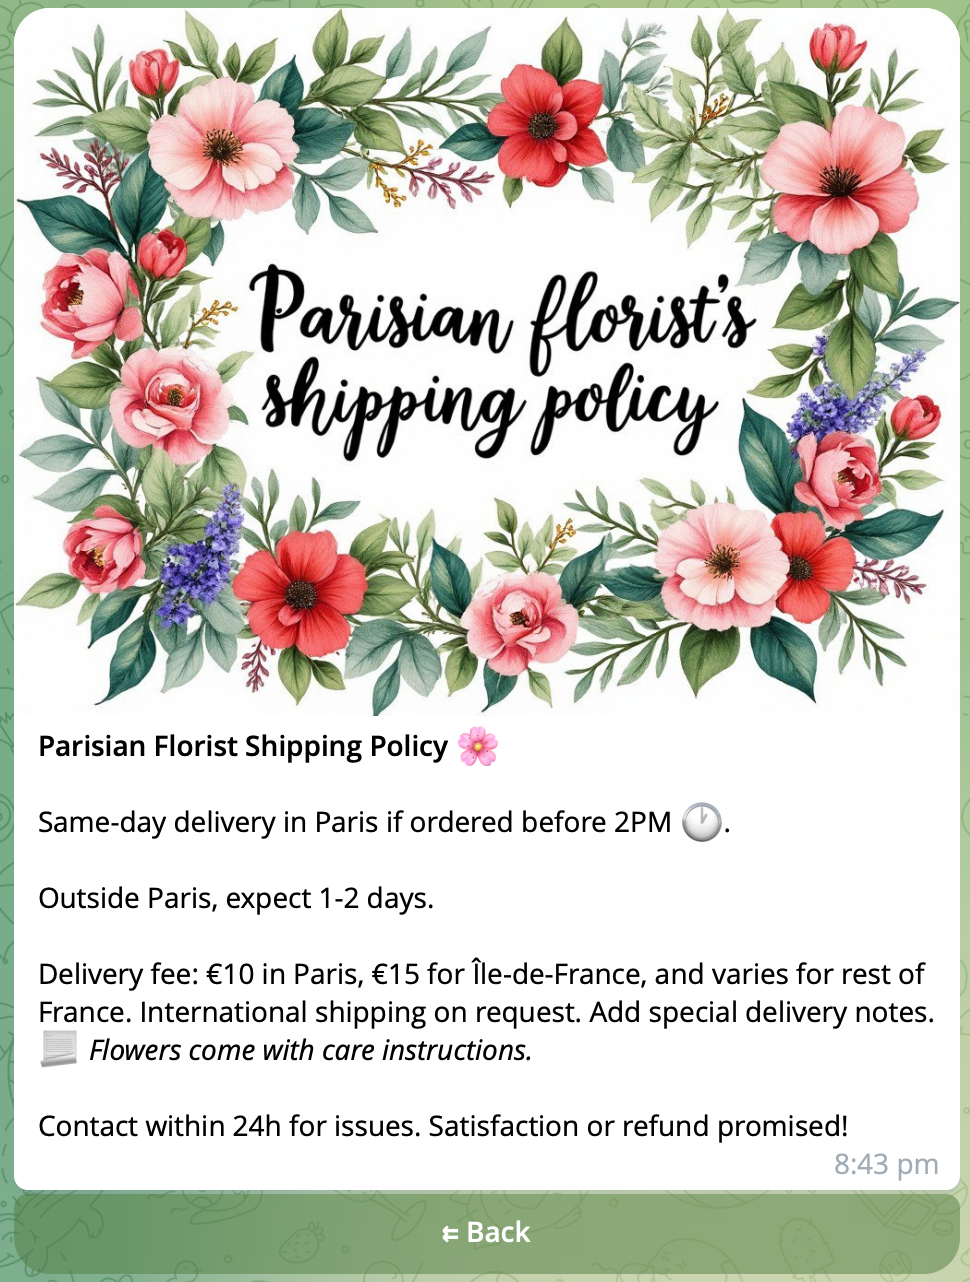 Parisian florist's
shipping policy
Parisian Florist Shipping Policy 🌸
Same-day delivery in Paris if ordered before 2PM 🕐.
Outside Paris, expect 1-2 days.
Delivery fee: €10 in Paris, €15 for Île-de-France, and varies for rest of
France. International shipping on request. Add special delivery notes.
📜 Flowers come with care instructions.
Contact within 24h for issues. Satisfaction or refund promised!
8:43 pm
⇇ Back